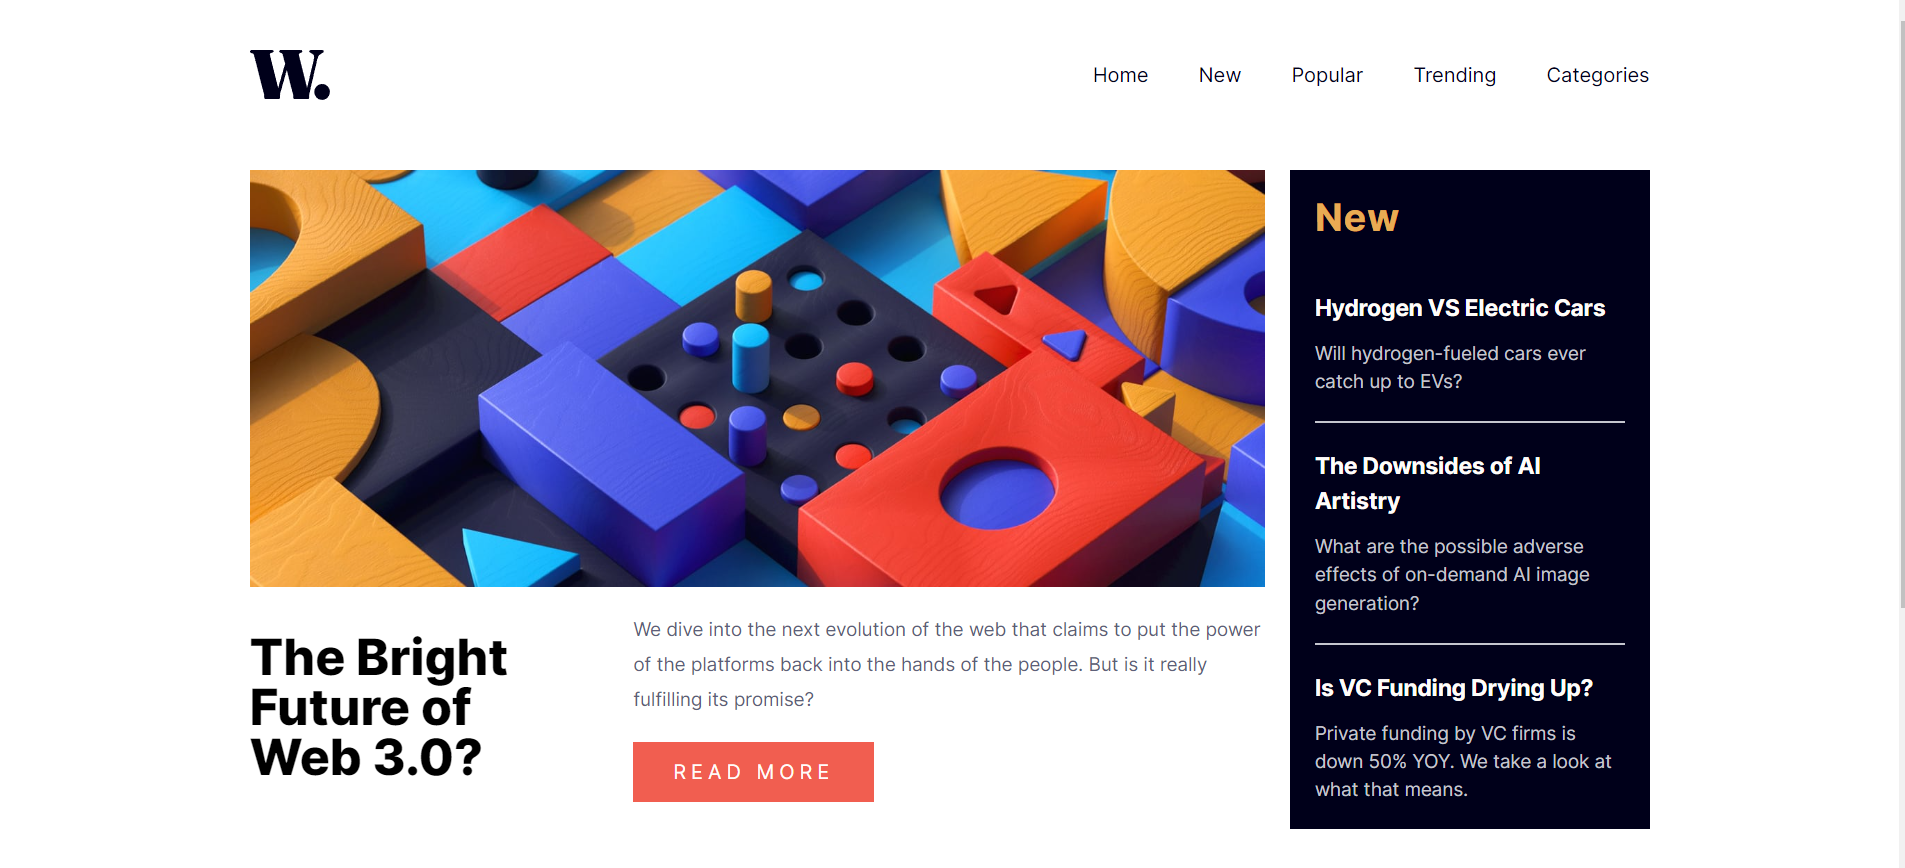 W.
Home New Popular Trending Categories
The Bright
Future of
Web 3.0?
We dive into the next evolution of the web that claims to put the power
of the platforms back into the hands of the people. But is it really
fulfilling its promise?
READ MORE
New
Hydrogen VS Electric Cars
Will hydrogen-fueled cars ever
catch up to EVs?
The Downsides of AI
Artistry
What are the possible adverse
effects of on-demand AI image
generation?
Is VC Funding Drying Up?
Private funding by VC firms is
down 50% YOY. We take a look at
what that means.